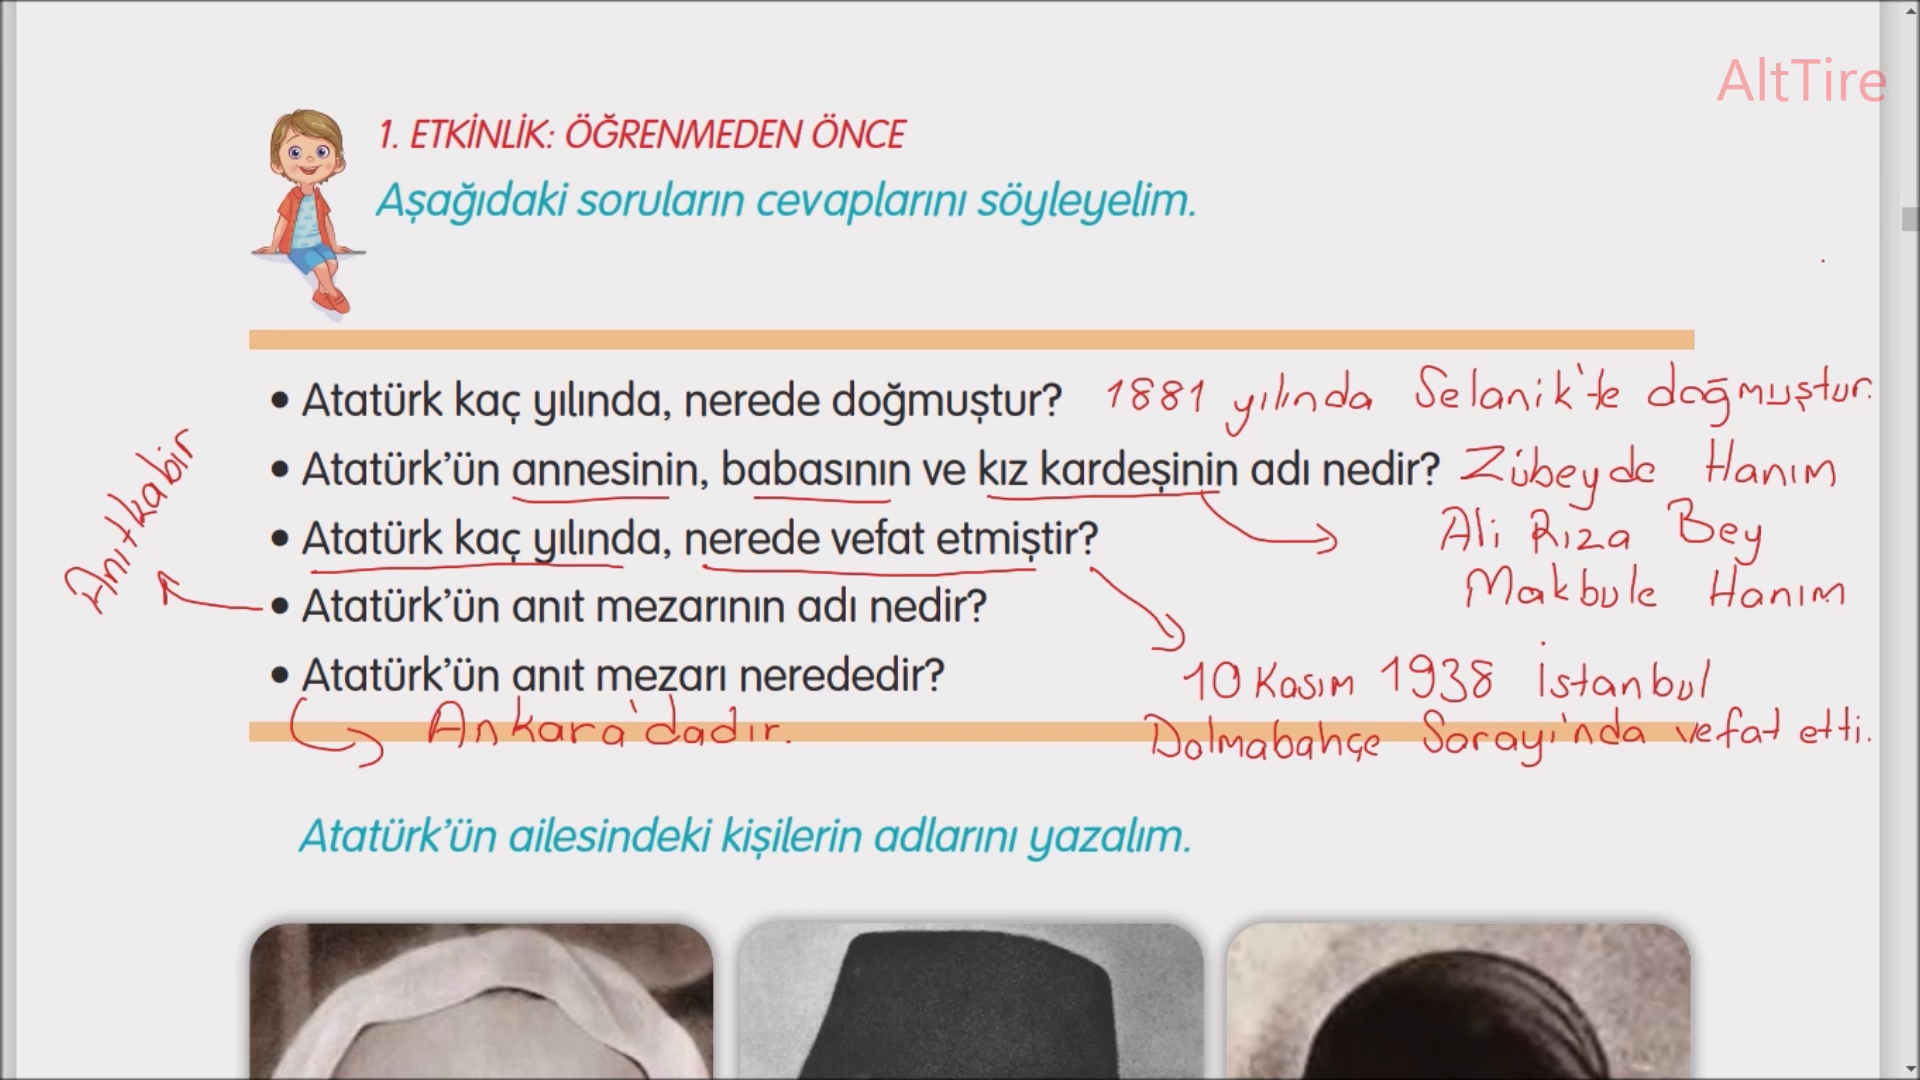 AltTire
1. ETKİNLİK: ÖĞRENMEDEN ÖNCE
Aşağıdaki soruların cevaplarını söyleyelim.
• Atatürk kaç yılında, nerede doğmuştur? 1881 yılında Selanik'te doğmuştur.
• Atatürk'ün annesinin, babasının ve kız kardeşinin adı nedir? Zübeyde Hanım
Ali Rıza Bey
Makbule Hanım
• Atatürk kaç yılında, nerede vefat etmiştir?
10 Kasım 1938 İstanbul
Dolmabahçe Sarayı'nda vefat etti.
• Atatürk'ün anıt mezarının adı nedir?
Anıtkabir
• Atatürk'ün anıt mezarı nerededir?
Ankara'dadır.
Atatürk'ün ailesindeki kişilerin adlarını yazalım.